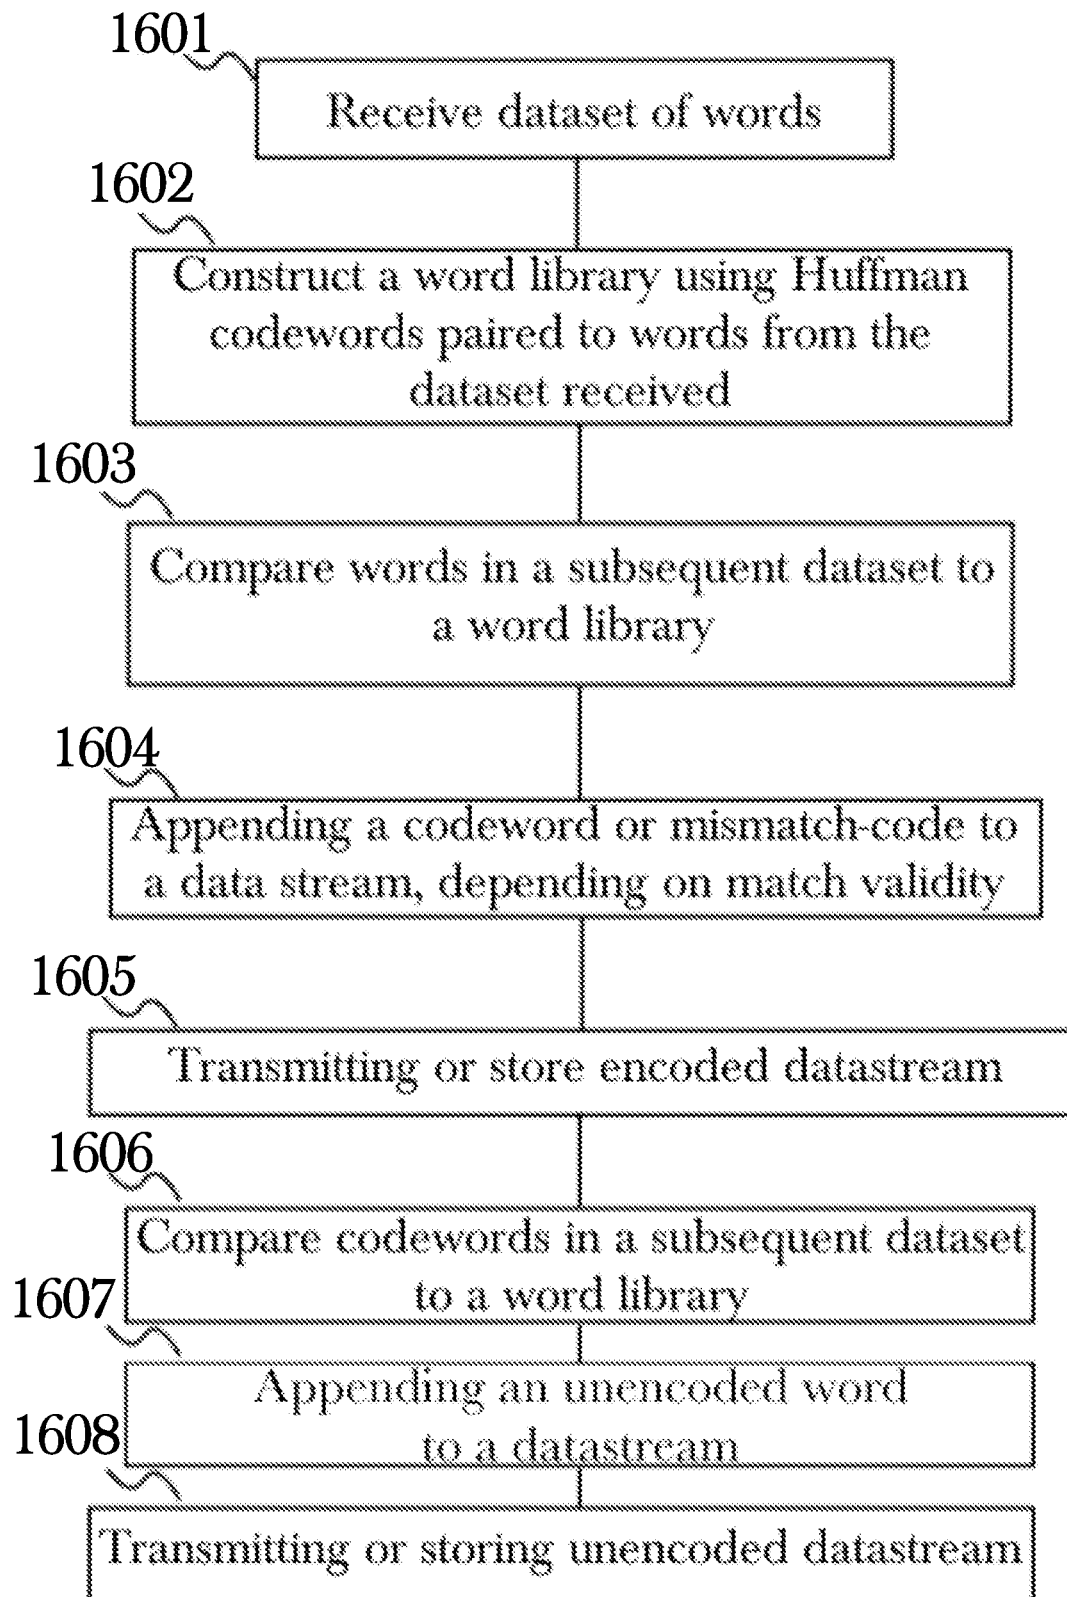 1601
Receive dataset of words
1602
Construct a word library using Huffman
codewords paired to words from the
dataset received
1603
Compare words in a subsequent dataset to
a word library
1604
Appending a codeword or mismatch-code to
a data stream, depending on match validity
1605
Transmitting or store encoded datastream
1606
Compare codewords in a subsequent dataset
to a word library
1607
Appending an unencoded word
to a datastream
1608
Transmitting or storing unencoded datastream